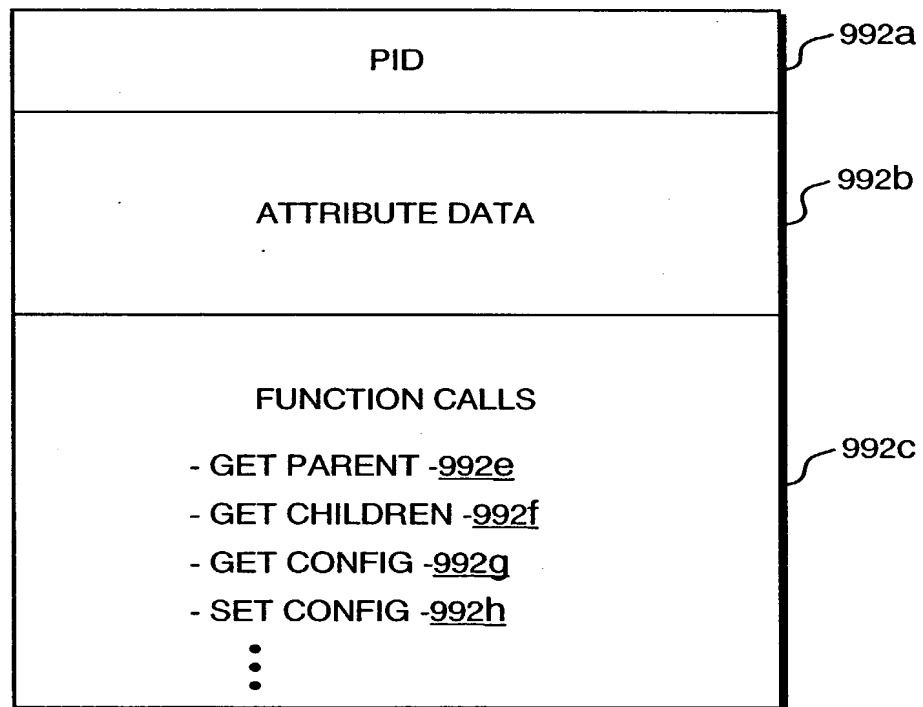 PID
992a
ATTRIBUTE DATA
992b
FUNCTION CALLS
- GET PARENT -992e
- GET CHILDREN -992f
- GET CONFIG -992g
- SET CONFIG -992h
992c